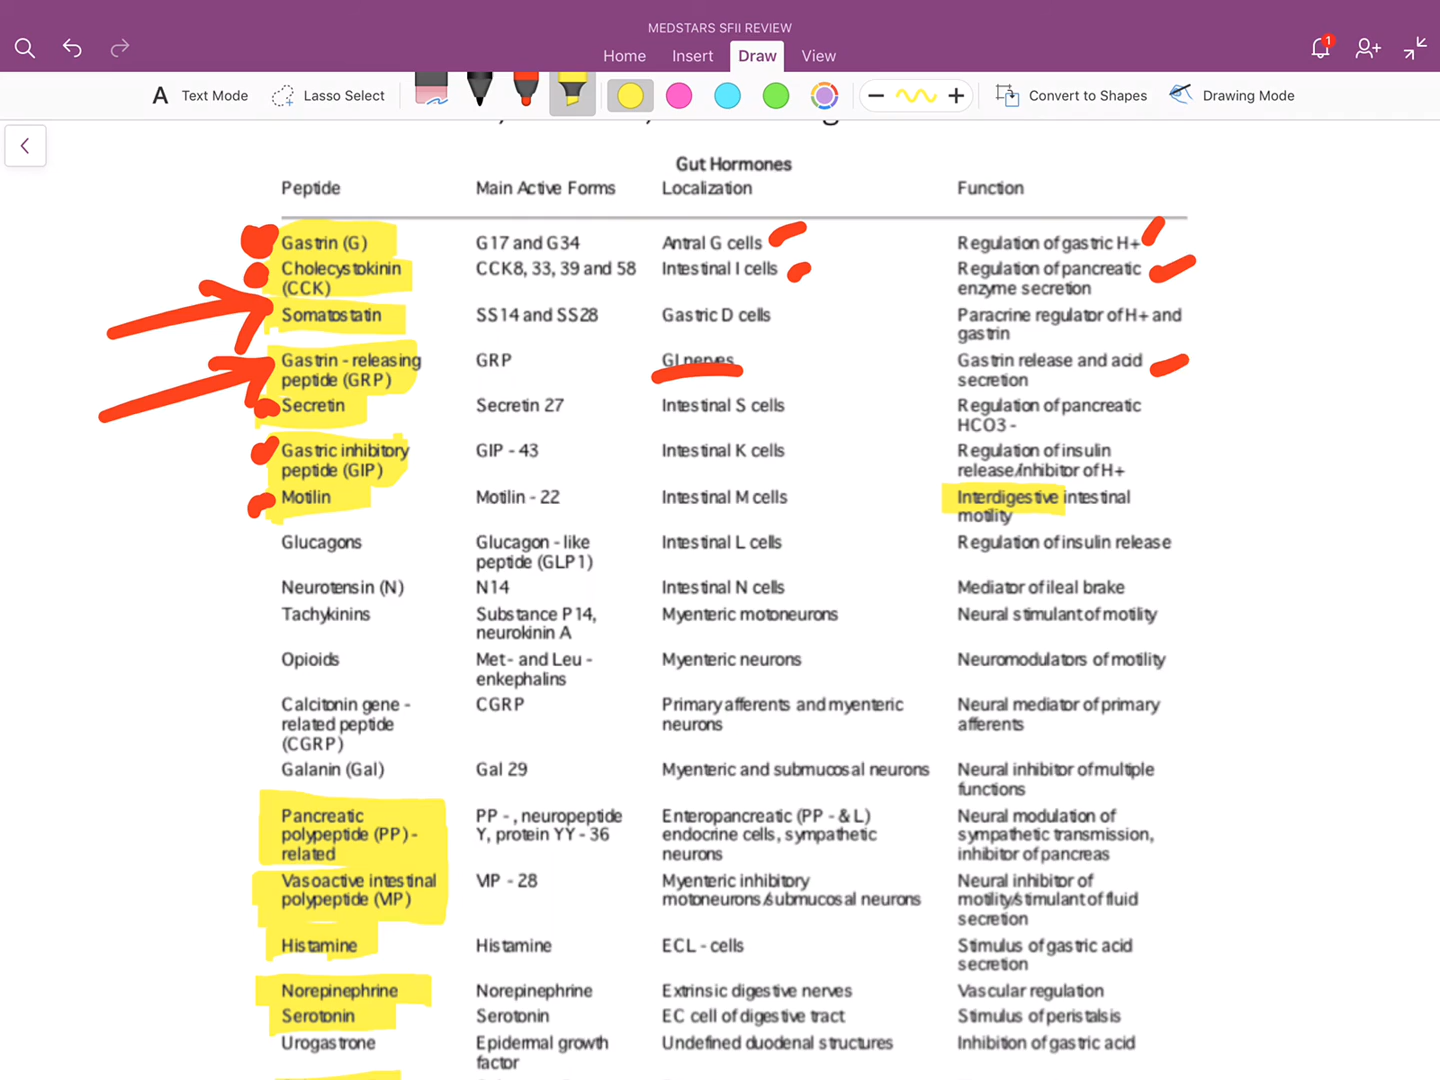 MEDSTARS SFII REVIEW
Home Insert Draw View
1
Text Mode Lasso Select Convert to Shapes Drawing Mode
Gut Hormones
Peptide Main Active Forms Localization Function
Gastrin (G) G17 and G34 Antral G cells Regulation of gastric H+
Cholecystokinin CCK8, 33, 39 and 58 Intestinal I cells Regulation of pancreatic
(CCK) enzyme secretion
Somatostatin SS14 and SS28 Gastric D cells Paracrine regulator of H+ and
gastrin
Gastrin - releasing GRP GI nerves Gastrin release and acid
peptide (GRP) secretion
Secretin Secretin 27 Intestinal S cells Regulation of pancreatic
HCO3 -
Gastric inhibitory GIP - 43 Intestinal K cells Regulation of insulin
peptide (GIP) release/inhibitor of H+
Motilin Motilin - 22 Intestinal M cells Interdigestive intestinal
motility
Glucagons Glucagon - like Intestinal L cells Regulation of insulin release
peptide (GLP1)
Neurotensin (N) N14 Intestinal N cells Mediator of ileal brake
Tachykinins Substance P14, Myenteric motoneurons Neural stimulant of motility
neurokinin A
Opioids Met - and Leu - Myenteric neurons Neuromodulators of motility
enkephalins
Calcitonin gene - CGRP Primary afferents and myenteric Neural mediator of primary
related peptide neurons afferents
(CGRP)
Galanin (Gal) Gal 29 Myenteric and submucosal neurons Neural inhibitor of multiple
functions
Pancreatic PP - , neuropeptide Enteropancreatic (PP - & L) Neural modulation of
polypeptide (PP) - Y, protein YY - 36 endocrine cells, sympathetic sympathetic transmission,
related neurons inhibitor of pancreas
Vasoactive intestinal VIP - 28 Myenteric inhibitory Neural inhibitor of
polypeptide (VIP) motoneurons/submucosal neurons motility/stimulant of fluid
secretion
Histamine Histamine ECL - cells Stimulus of gastric acid
secretion
Norepinephrine Norepinephrine Extrinsic digestive nerves Vascular regulation
Serotonin Serotonin EC cell of digestive tract Stimulus of peristalsis
Urogastrone Epidermal growth Undefined duodenal structures Inhibition of gastric acid
factor